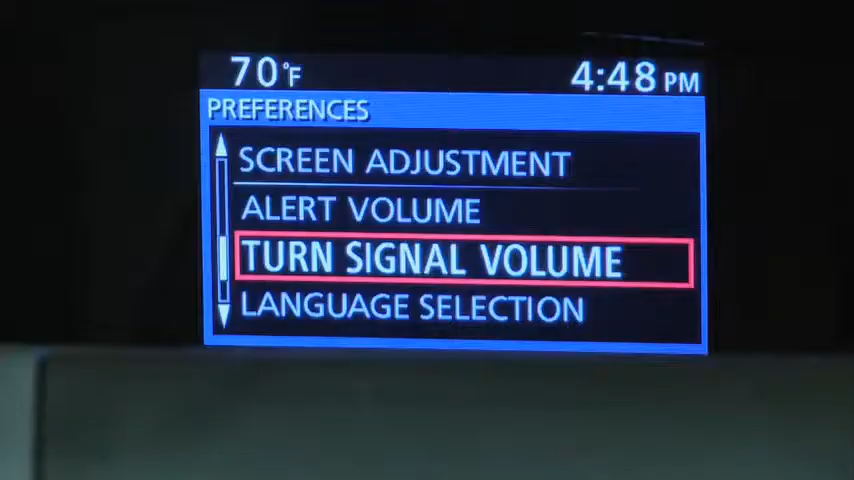 70°F 4:48 PM
PREFERENCES
SCREEN ADJUSTMENT
ALERT VOLUME
TURN SIGNAL VOLUME
LANGUAGE SELECTION